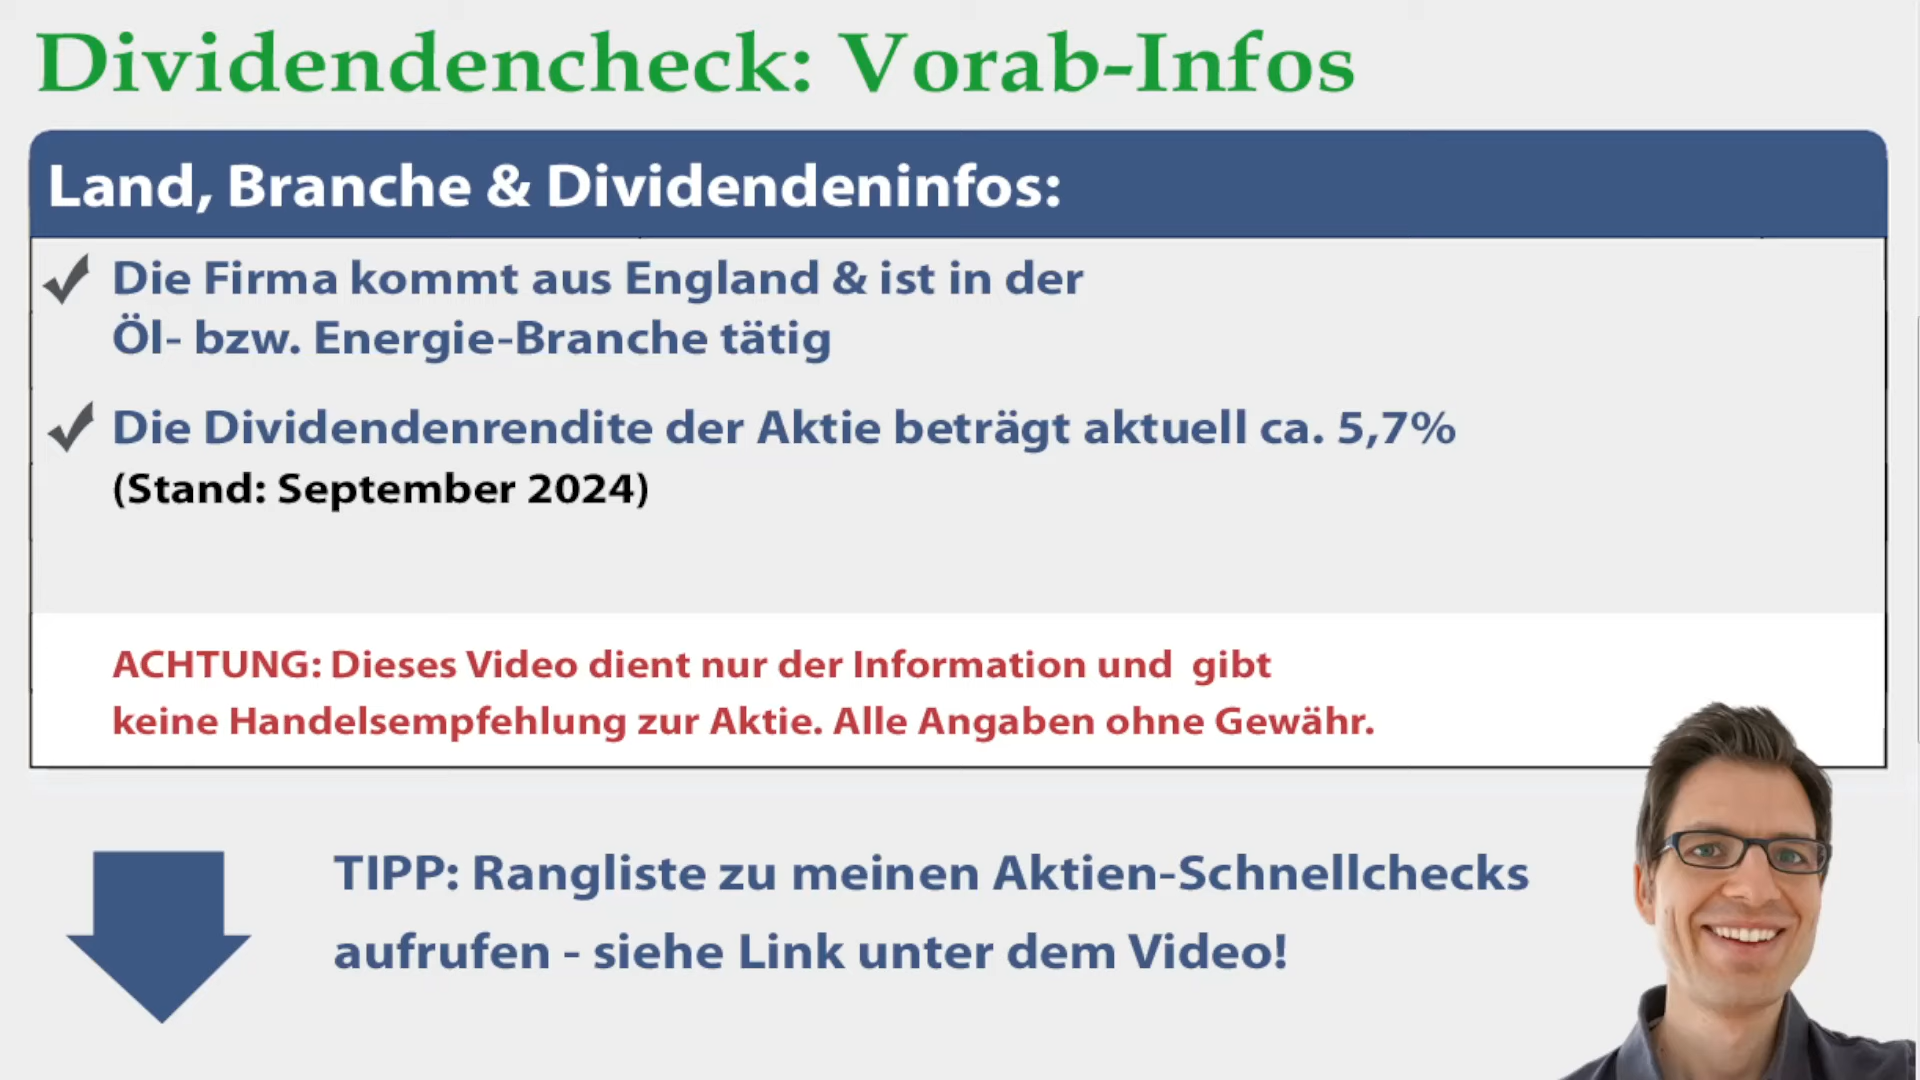 Dividendencheck: Vorab-Infos
Land, Branche & Dividendeninfos:
Die Firma kommt aus England & ist in der
Öl- bzw. Energie-Branche tätig
Die Dividendenrendite der Aktie beträgt aktuell ca. 5,7%
(Stand: September 2024)
ACHTUNG: Dieses Video dient nur der Information und gibt
keine Handelsempfehlung zur Aktie. Alle Angaben ohne Gewähr.
TIPP: Rangliste zu meinen Aktien-Schnellchecks
aufrufen - siehe Link unter dem Video!